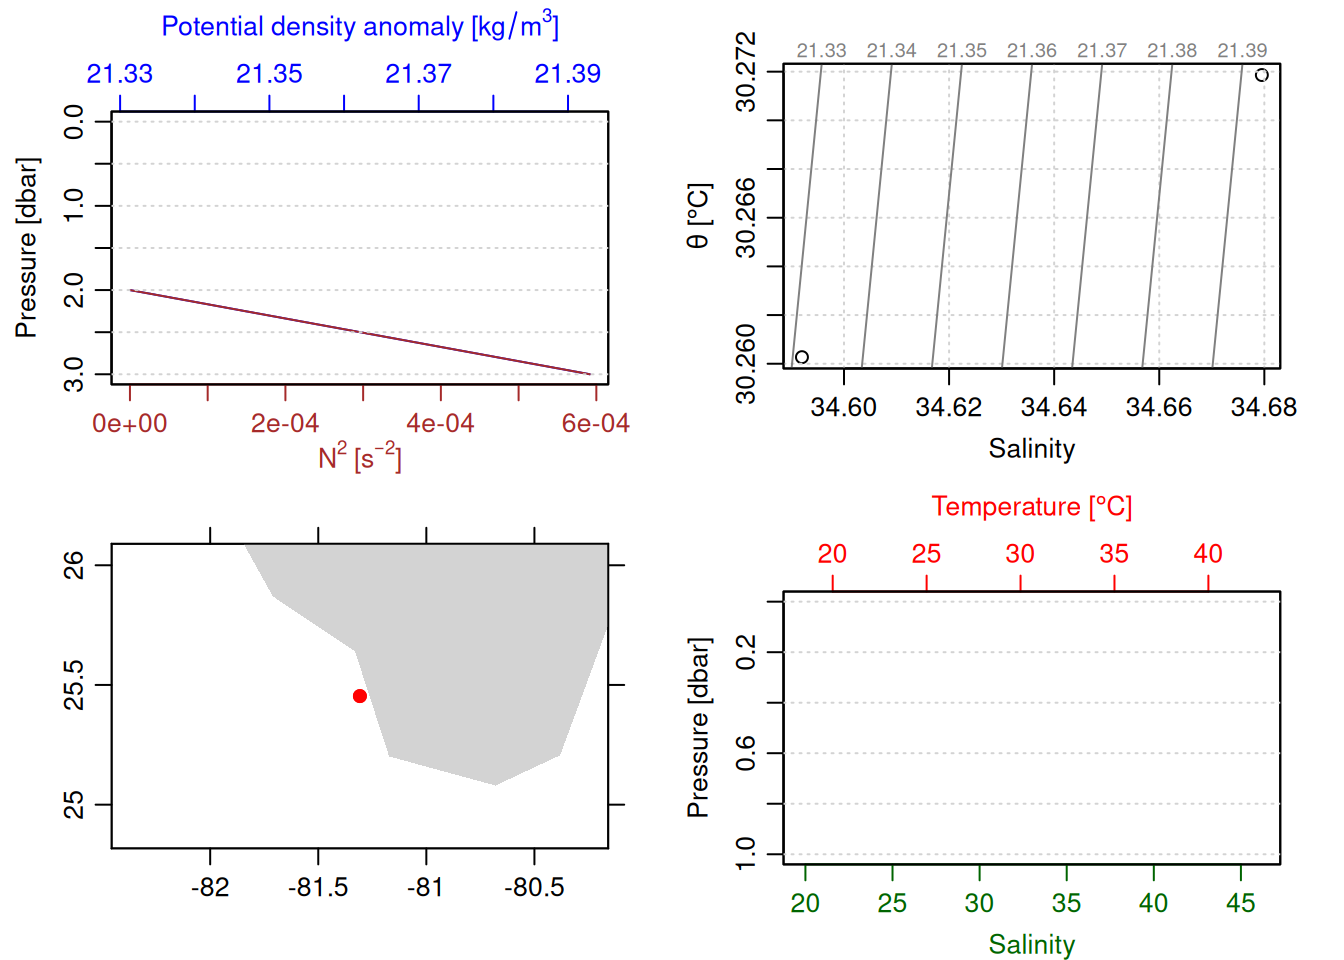 Potential density anomaly [kg/m³]
21.33 21.35 21.37 21.39
Pressure [dbar]
0.0 1.0 2.0 3.0
0e+00 2e-04 4e-04 6e-04
N² [s⁻²]
21.33 21.34 21.35 21.36 21.37 21.38 21.39
θ [°C]
30.272 30.266 30.260
34.60 34.62 34.64 34.66 34.68
Salinity
26 25.5 25
-82 -81.5 -81 -80.5
Temperature [°C]
20 25 30 35 40
Pressure [dbar]
0.2 0.6 1.0
20 25 30 35 40 45
Salinity